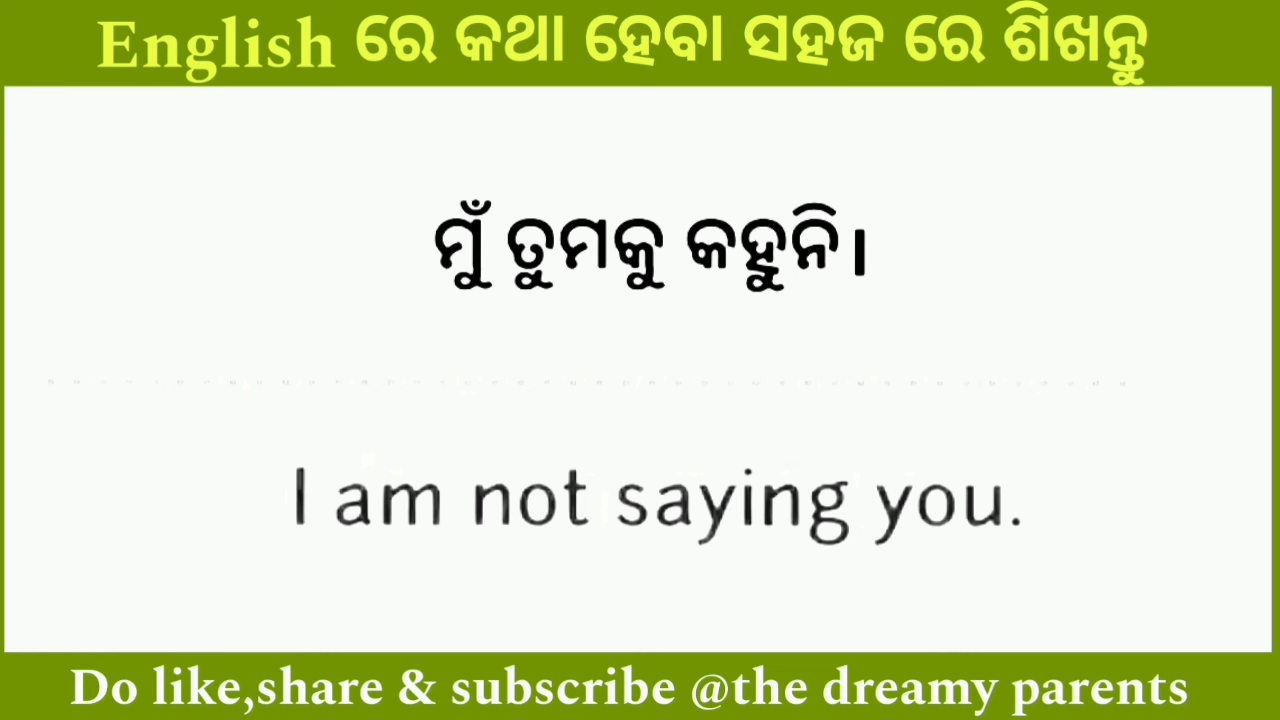 English ରେ କଥା ହେବା ସହଜ ରେ ଶିଖନ୍ତୁ
ମୁଁ ତୁମକୁ କହୁନି।
I am not saying you.
Do like,share & subscribe @the dreamy parents